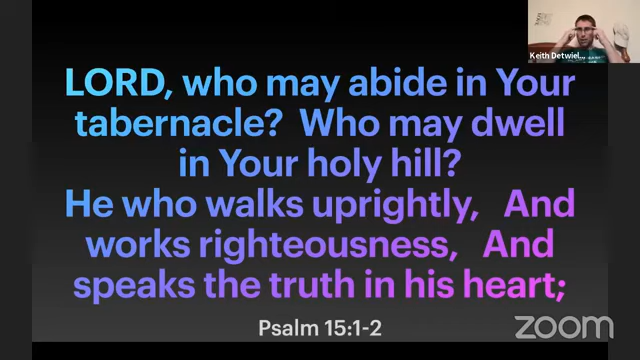 Keith Detwiel...
LORD, who may abide in Your
tabernacle?  Who may dwell
in Your holy hill?
He who walks uprightly,   And
works righteousness,   And
speaks the truth in his heart;
Psalm 15:1-2
zoom